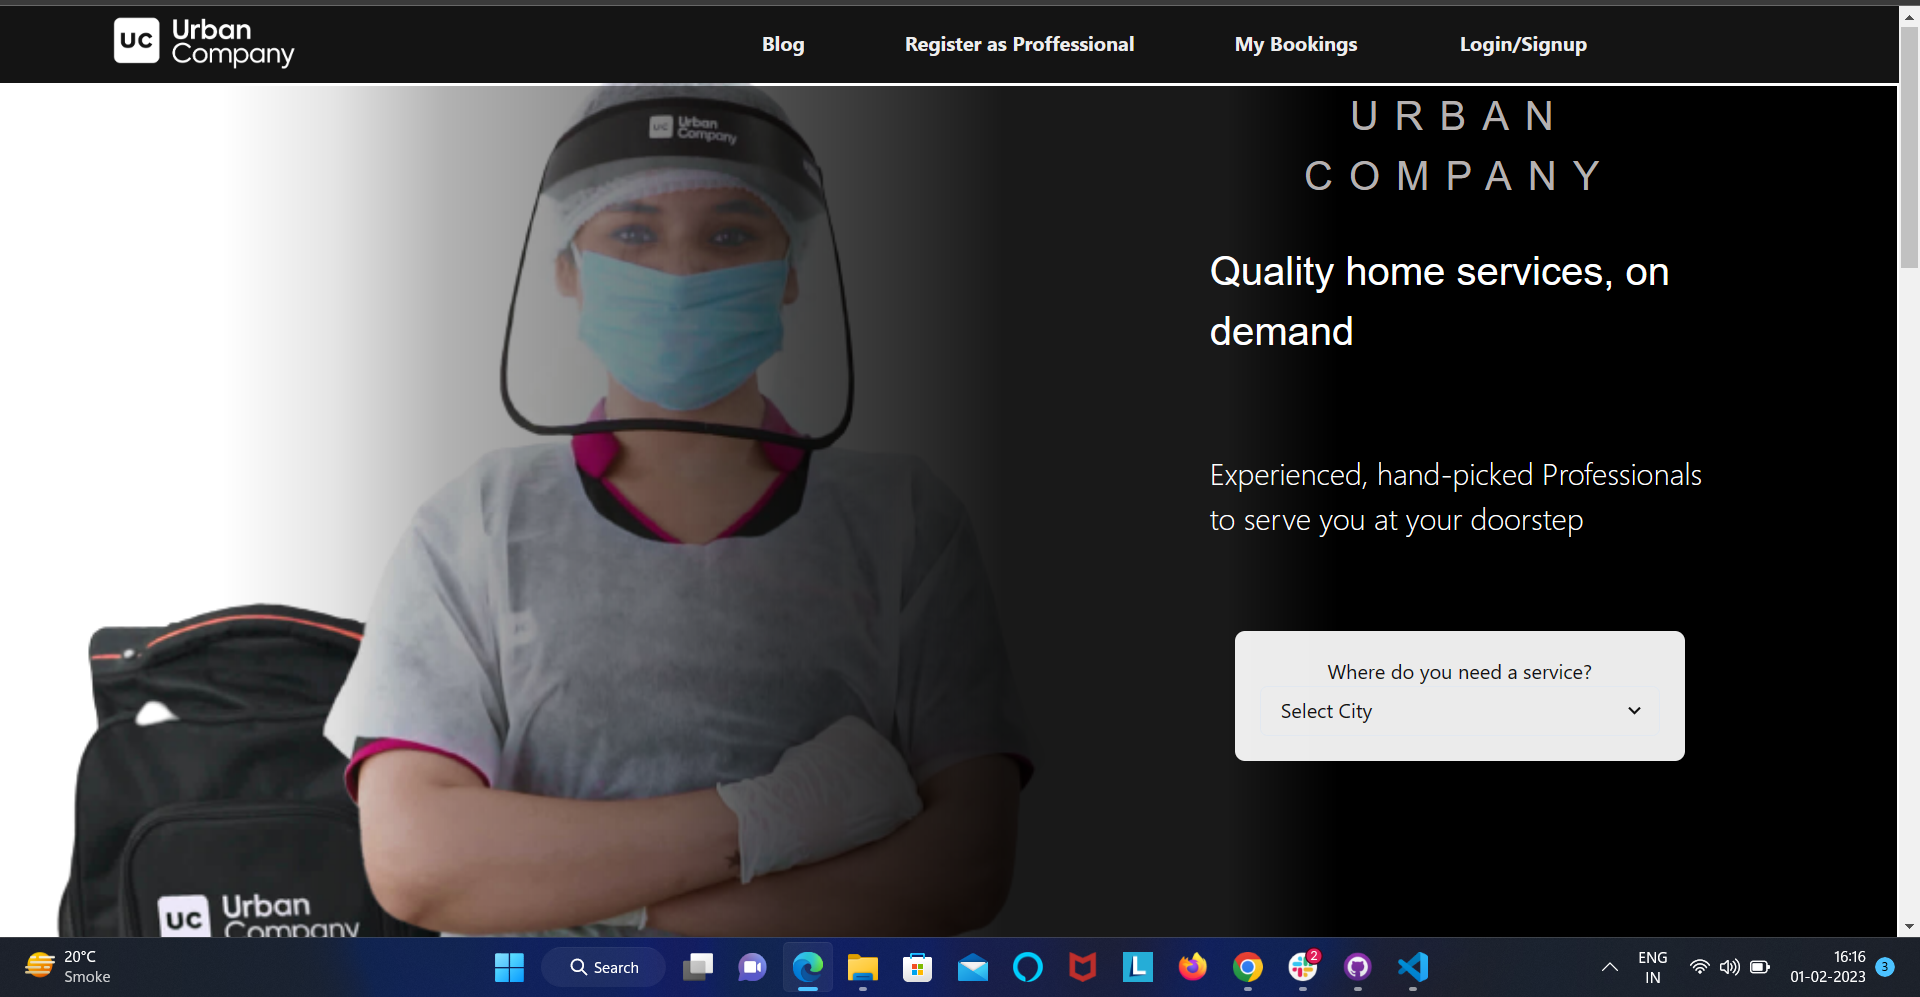 UC Urban
Company
Blog
Register as Proffessional
My Bookings
Login/Signup
UC Urban
Company
URBAN
COMPANY
Quality home services, on
demand
Experienced, hand-picked Professionals
to serve you at your doorstep
Where do you need a service?
Select City
UC Urban
Company
20°C
Smoke
Search
L
2
ENG
IN
16:16
01-02-2023
3